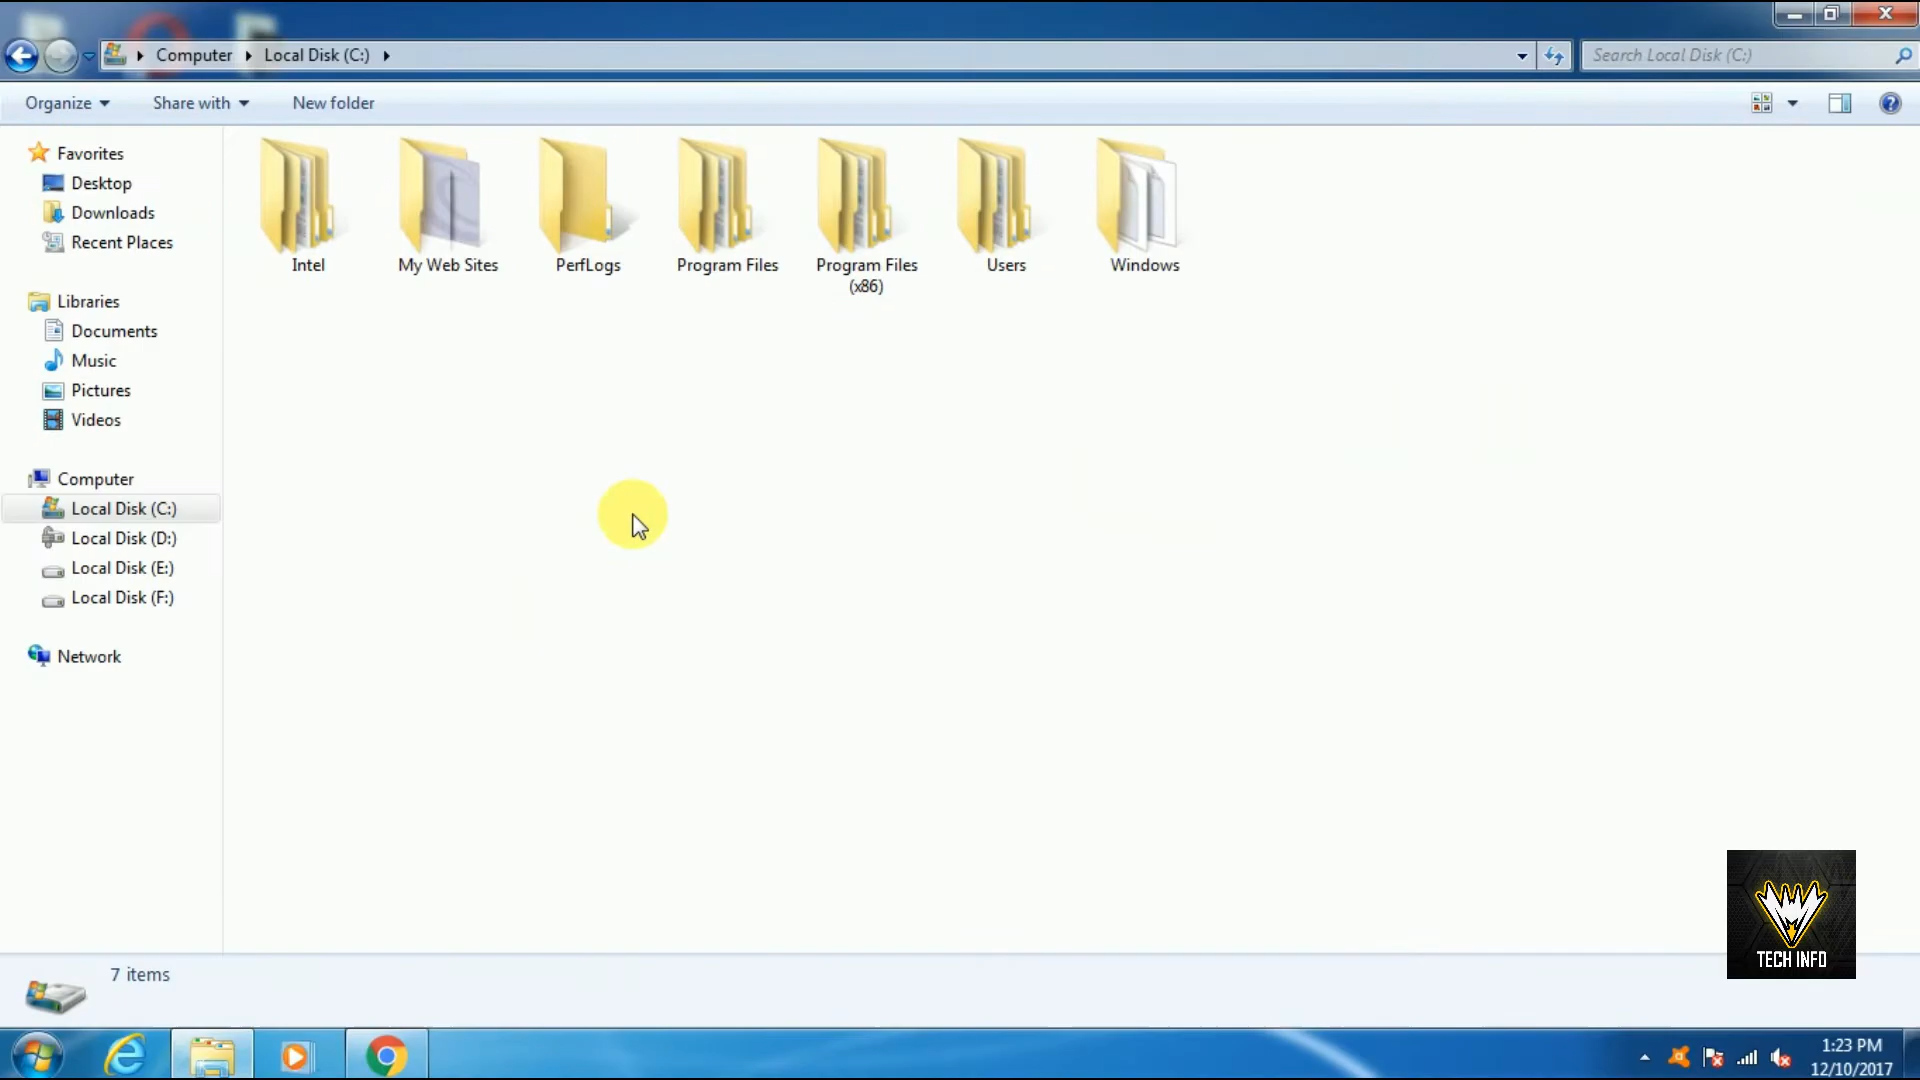 Computer
Local Disk (C:)
Search Local Disk (C:)
Organize
Share with
New folder
Favorites
Desktop
Downloads
Recent Places
Libraries
Documents
Music
Pictures
Videos
Computer
Local Disk (C:)
Local Disk (D:)
Local Disk (E:)
Local Disk (F:)
Network
Intel
My Web Sites
PerfLogs
Program Files
Program Files
(x86)
Users
Windows
TECH INFO
7 items
1:23 PM
12/10/2017